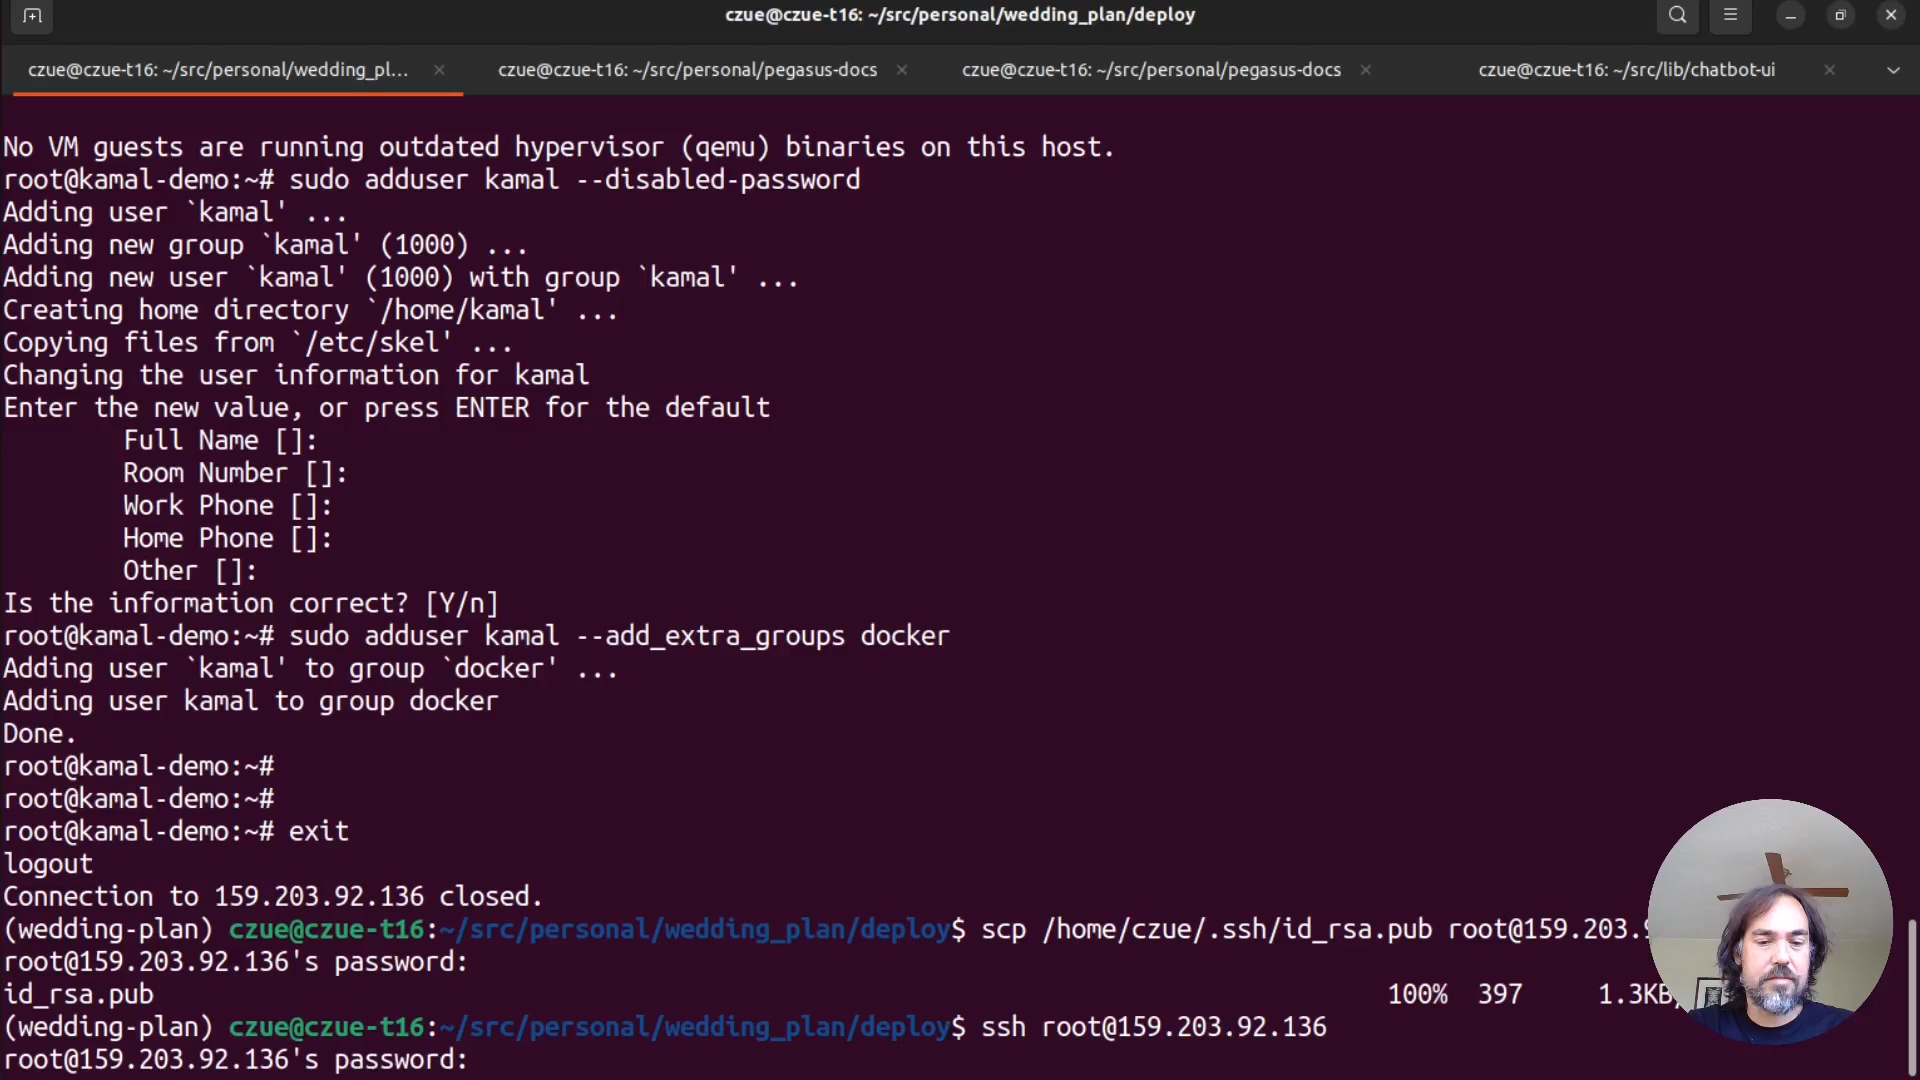 czue@czue-t16: ~/src/personal/wedding_plan/deploy
czue@czue-t16: ~/src/personal/wedding_pl...
czue@czue-t16: ~/src/personal/pegasus-docs
czue@czue-t16: ~/src/personal/pegasus-docs
czue@czue-t16: ~/src/lib/chatbot-ui
No VM guests are running outdated hypervisor (qemu) binaries on this host.
root@kamal-demo:~# sudo adduser kamal --disabled-password
Adding user `kamal' ...
Adding new group `kamal' (1000) ...
Adding new user `kamal' (1000) with group `kamal' ...
Creating home directory `/home/kamal' ...
Copying files from `/etc/skel' ...
Changing the user information for kamal
Enter the new value, or press ENTER for the default
Full Name []:
Room Number []:
Work Phone []:
Home Phone []:
Other []:
Is the information correct? [Y/n]
root@kamal-demo:~# sudo adduser kamal --add_extra_groups docker
Adding user `kamal' to group `docker' ...
Adding user kamal to group docker
Done.
root@kamal-demo:~#
root@kamal-demo:~#
root@kamal-demo:~# exit
logout
Connection to 159.203.92.136 closed.
(wedding-plan) czue@czue-t16:~/src/personal/wedding_plan/deploy$ scp /home/czue/.ssh/id_rsa.pub root@159.203.
root@159.203.92.136's password:
id_rsa.pub 100% 397 1.3KB/
(wedding-plan) czue@czue-t16:~/src/personal/wedding_plan/deploy$ ssh root@159.203.92.136
root@159.203.92.136's password: